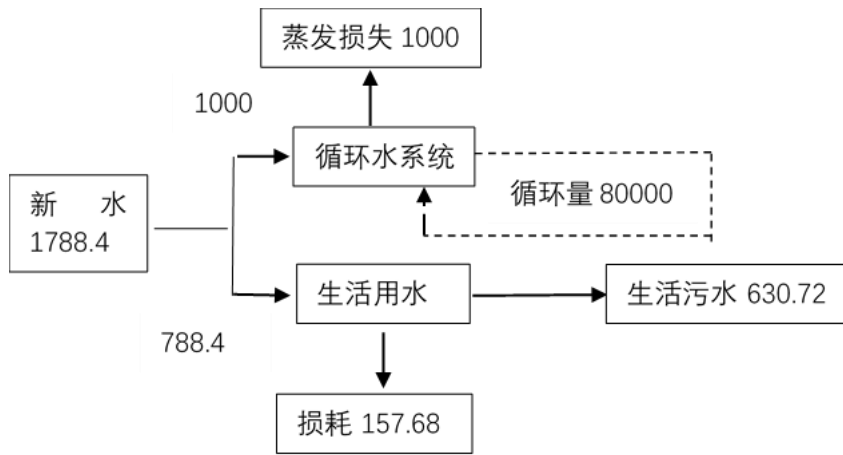 蒸发损失 1000
1000
循环水系统
循环量 80000
新 水
1788.4
生活用水
生活污水 630.72
788.4
损耗 157.68